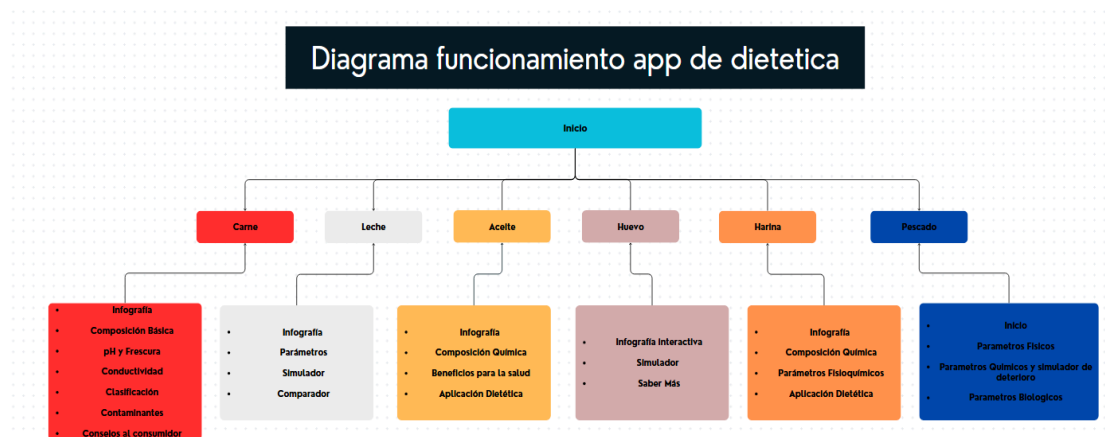 Diagrama funcionamiento app de dietetica
Inicio
Carne
Leche
Aceite
Huevo
Harina
Pescado
Infografía
Composición Básica
pH y Frescura
Conductividad
Clasificación
Contaminantes
Consejos al consumidor
Infografía
Parámetros
Simulador
Comparador
Infografía
Composición Química
Beneficios para la salud
Aplicación Dietética
Infografía Interactiva
Simulador
Saber Más
Infografía
Composición Química
Parámetros Fisioquímicos
Aplicación Dietética
Inicio
Parametros Fisicos
Parametros Quimicos y simulador de
deterioro
Parametros Biologicos